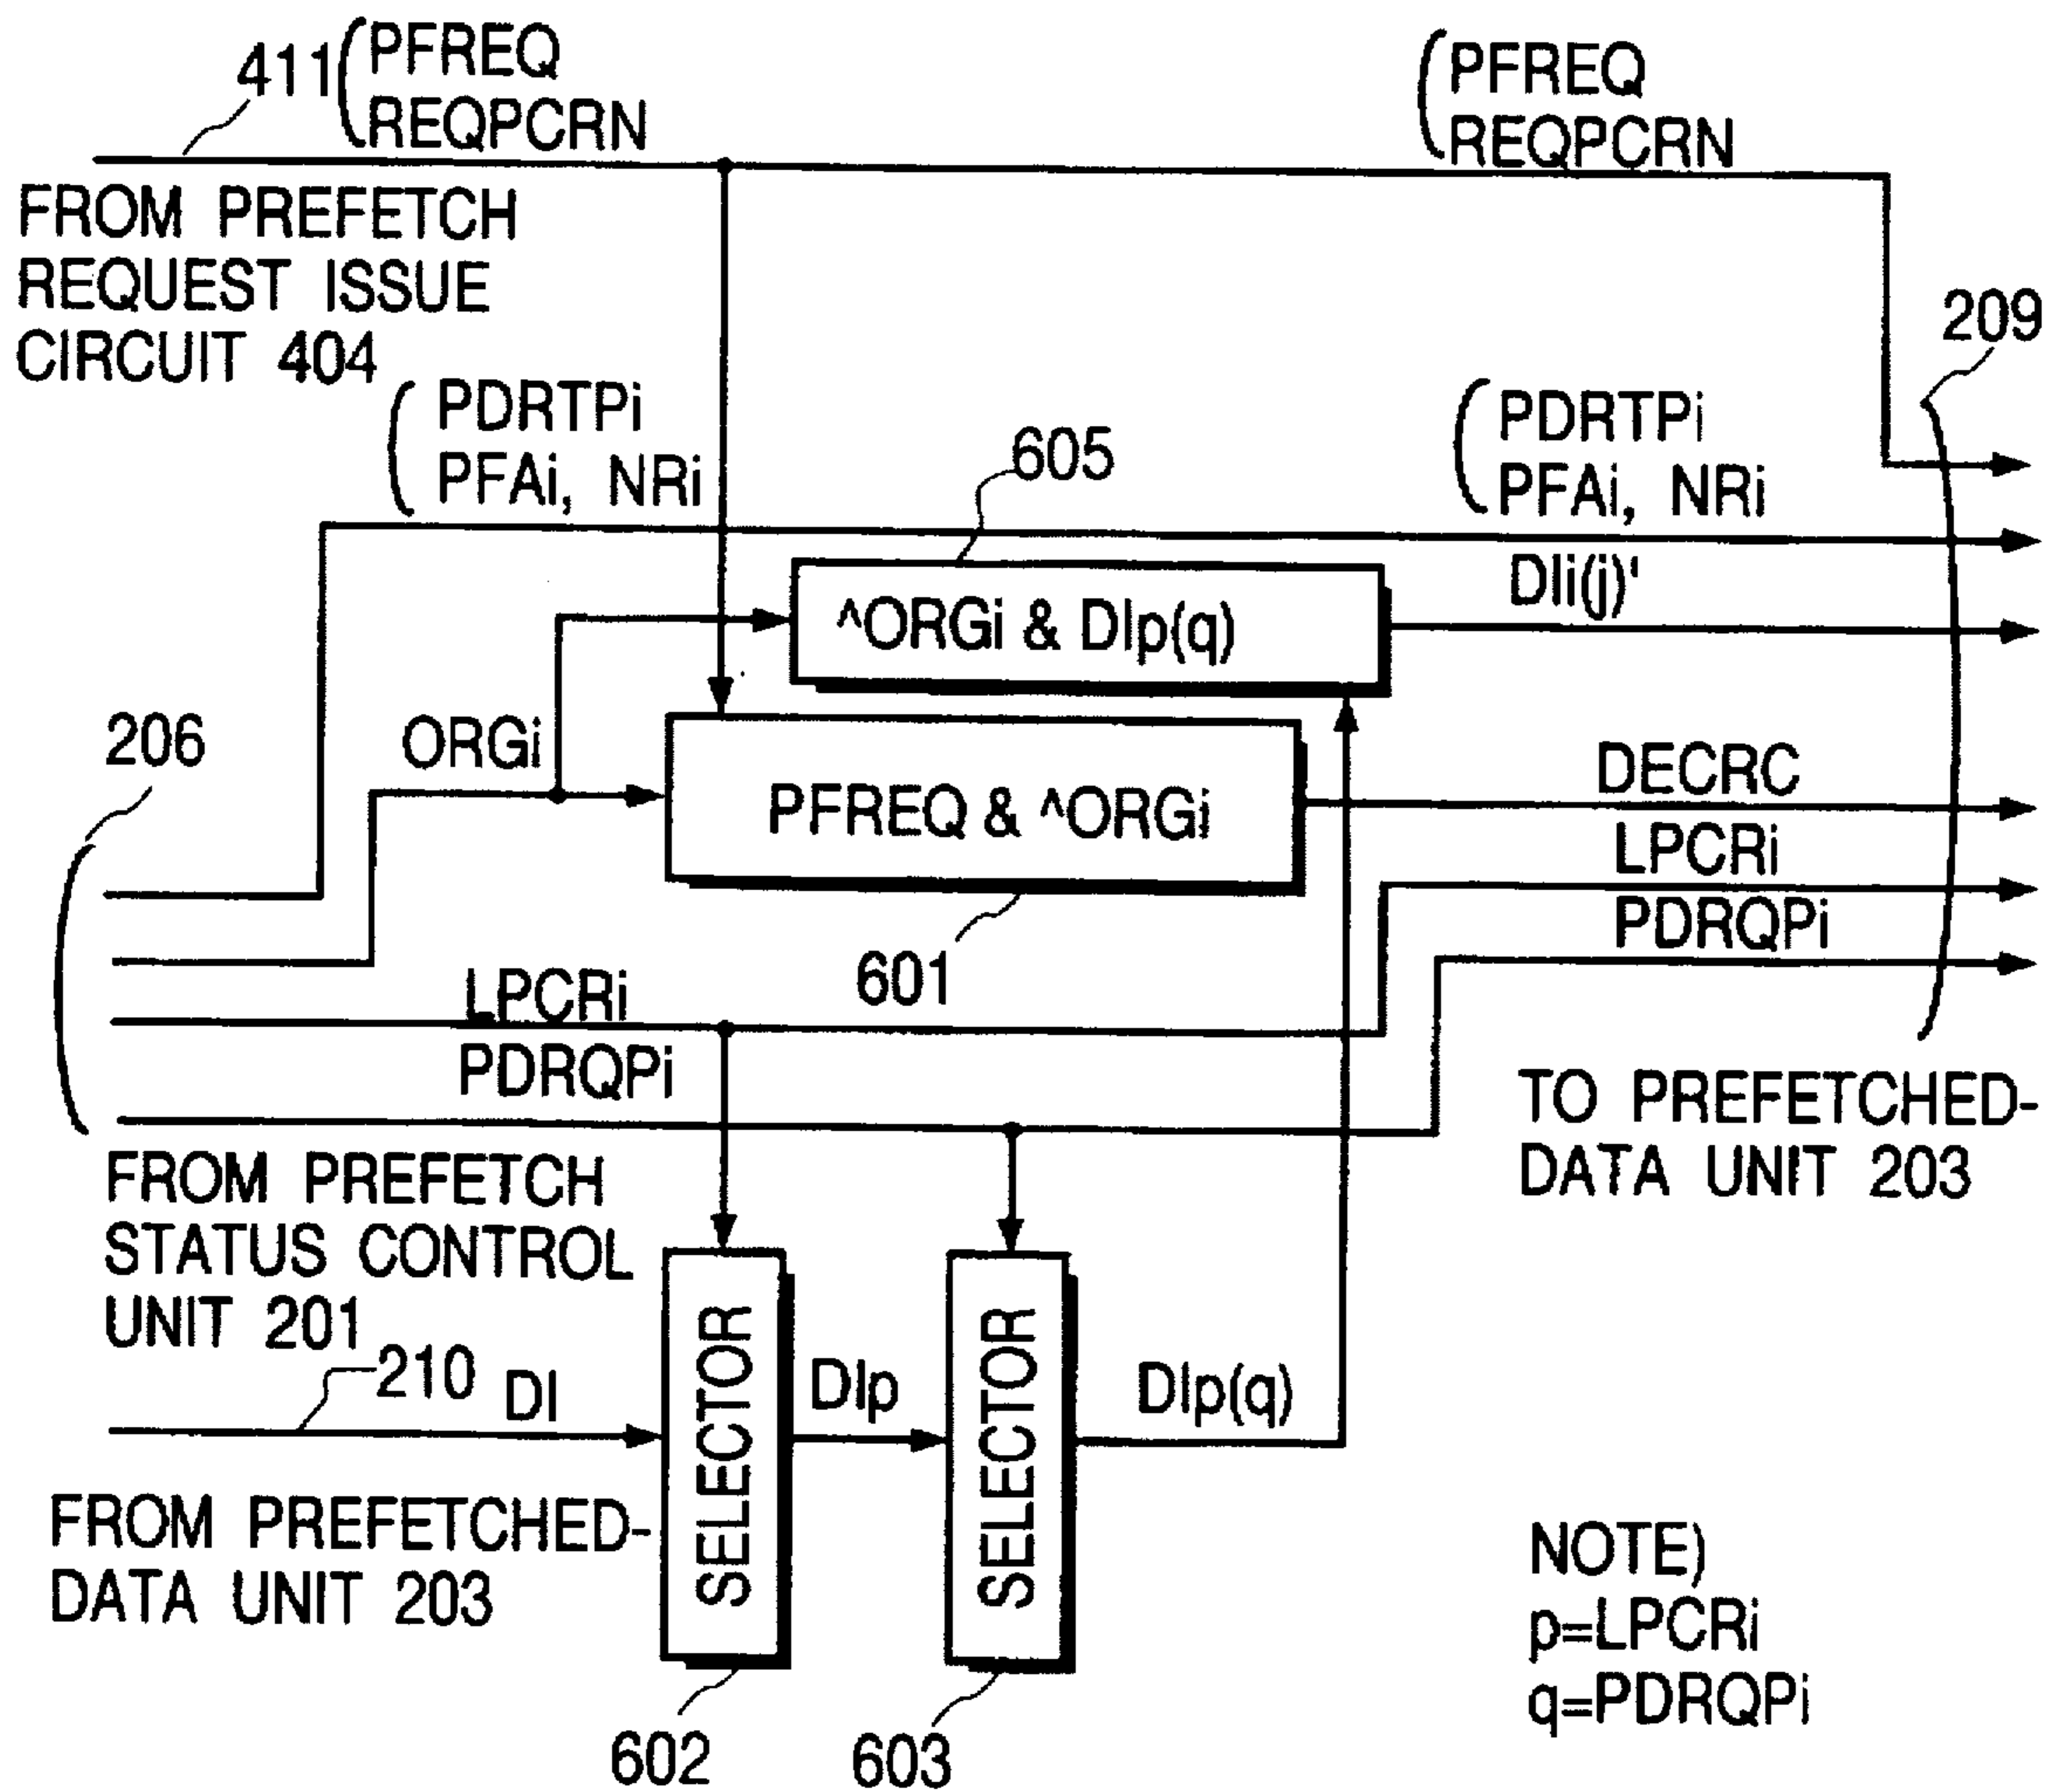 411
PFREQ
REQPCRN
PFREQ
REQPCRN
FROM PREFETCH
REQUEST ISSUE
CIRCUIT 404
209
PDRTPi
PFAi, NRi
605
PDRTPi
PFAi, NRi
DIi(j)'
^ORGi & DIp(q)
206
ORGi
PFREQ & ^ORGi
DECRC
LPCRi
PDRQPi
601
LPCRi
PDRQPi
TO PREFETCHED-
DATA UNIT 203
FROM PREFETCH
STATUS CONTROL
UNIT 201
210
DI
SELECTOR
DIp
SELECTOR
DIp(q)
FROM PREFETCHED-
DATA UNIT 203
NOTE)
p=LPCRi
q=PDRQPi
602
603